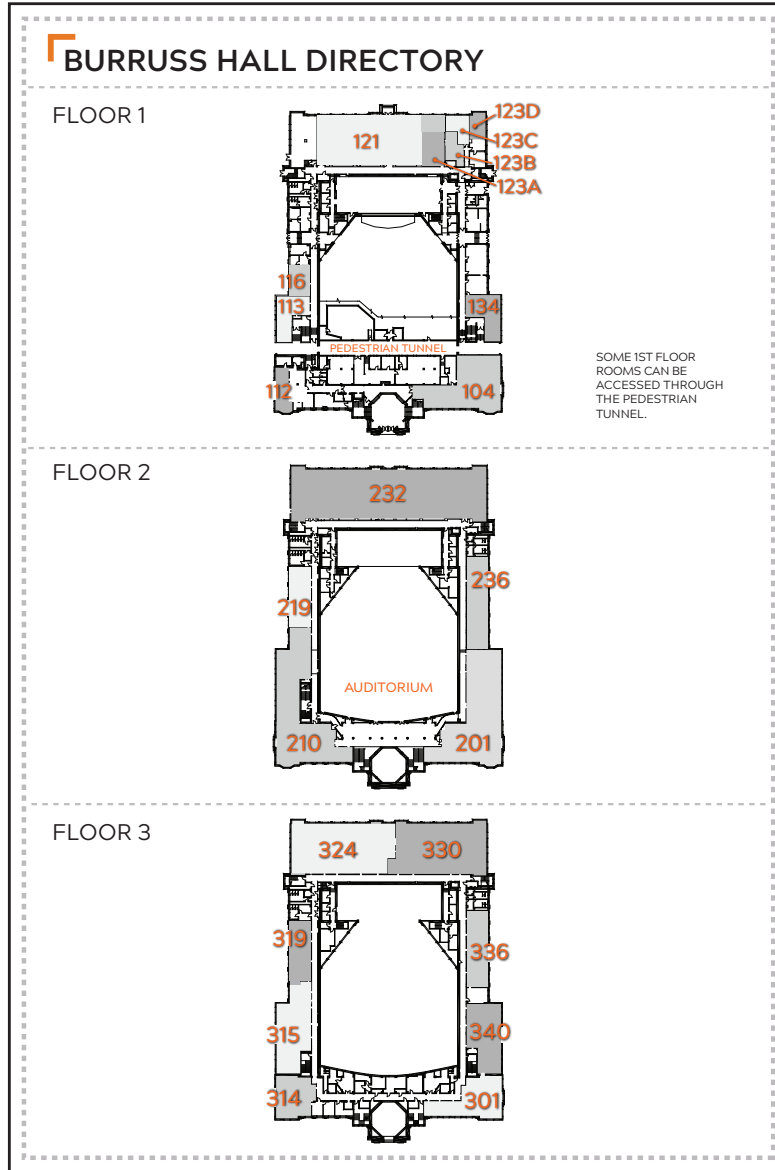 BURRUSS HALL DIRECTORY
FLOOR 1
123D
121
123C
123B
123A
116
113
134
PEDESTRIAN TUNNEL
SOME 1ST FLOOR
ROOMS CAN BE
ACCESSED THROUGH
THE PEDESTRIAN
TUNNEL.
112
104
FLOOR 2
232
236
219
AUDITORIUM
210
201
FLOOR 3
324
330
319
336
315
340
314
301